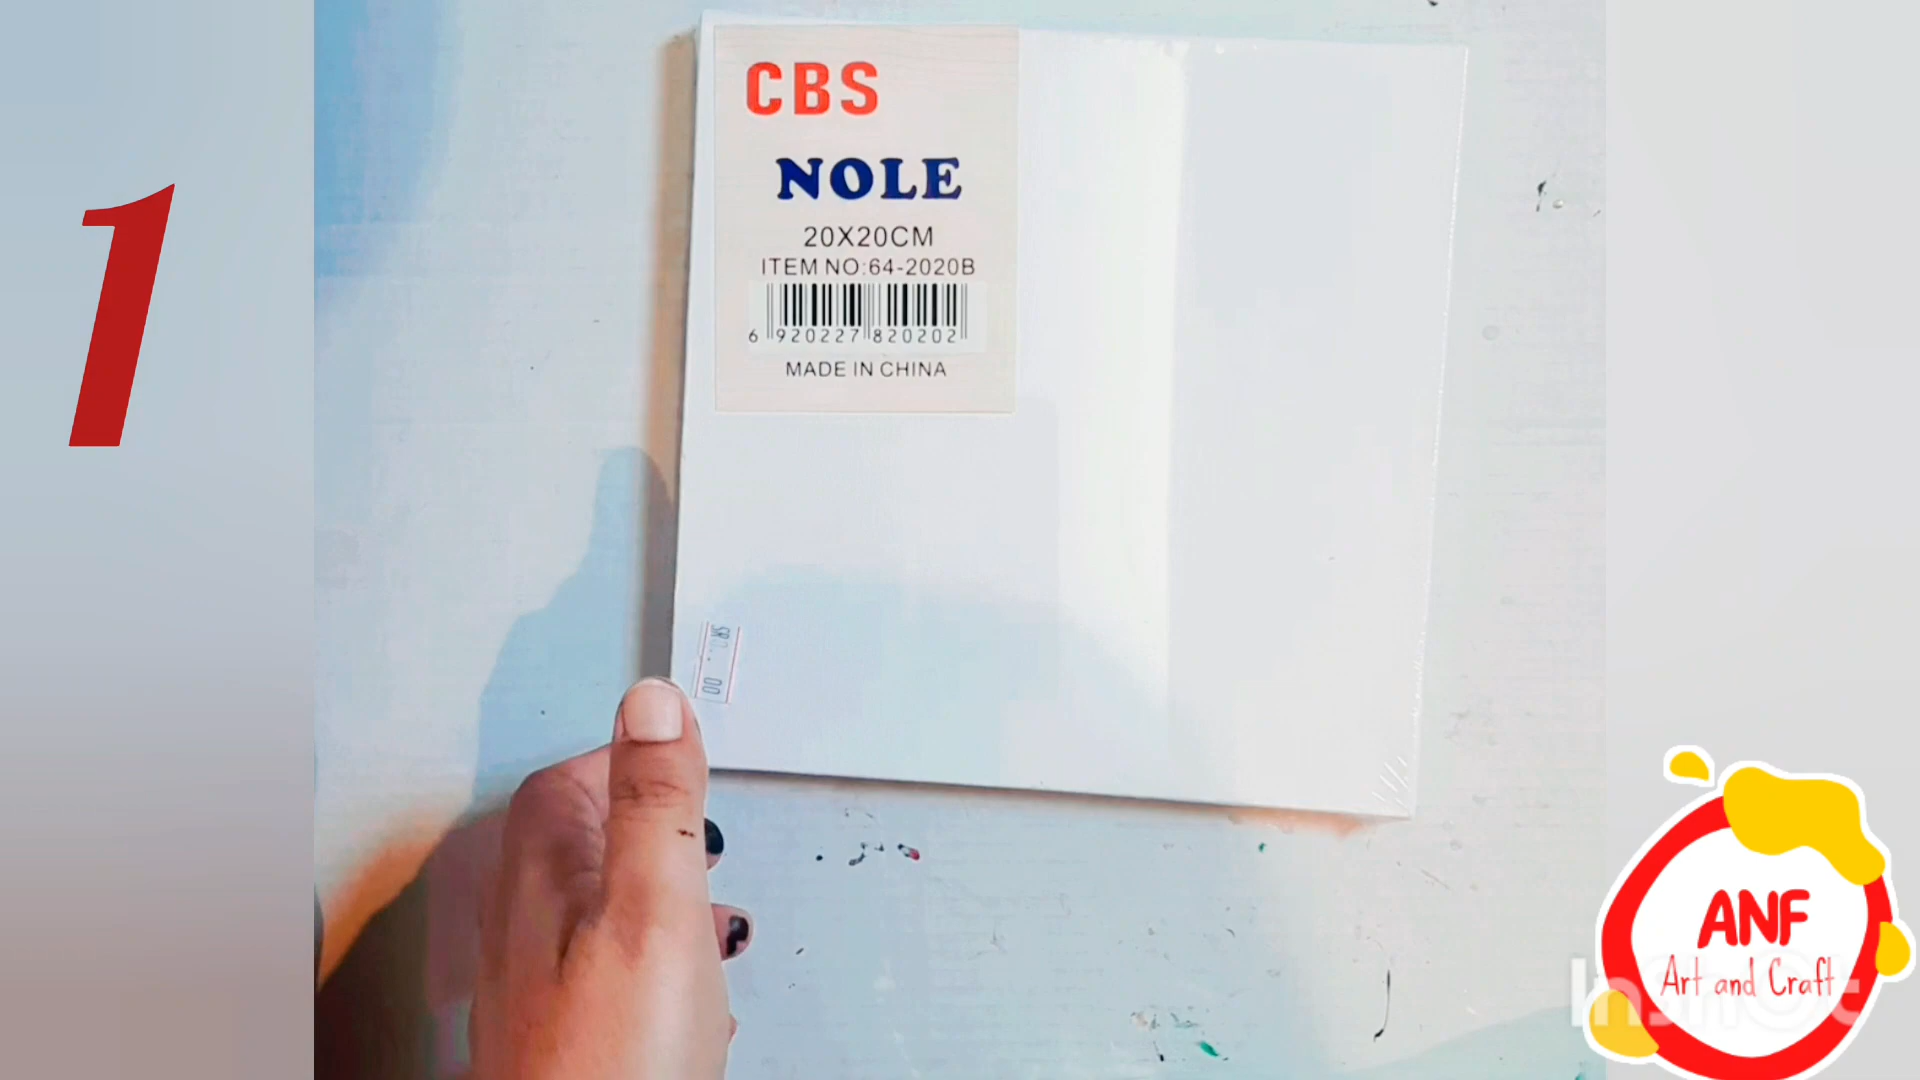 1
CBS
NOLE
20X20CM
ITEM NO:64-2020B
6 920227 820202
MADE IN CHINA
ANF
Art and Craft